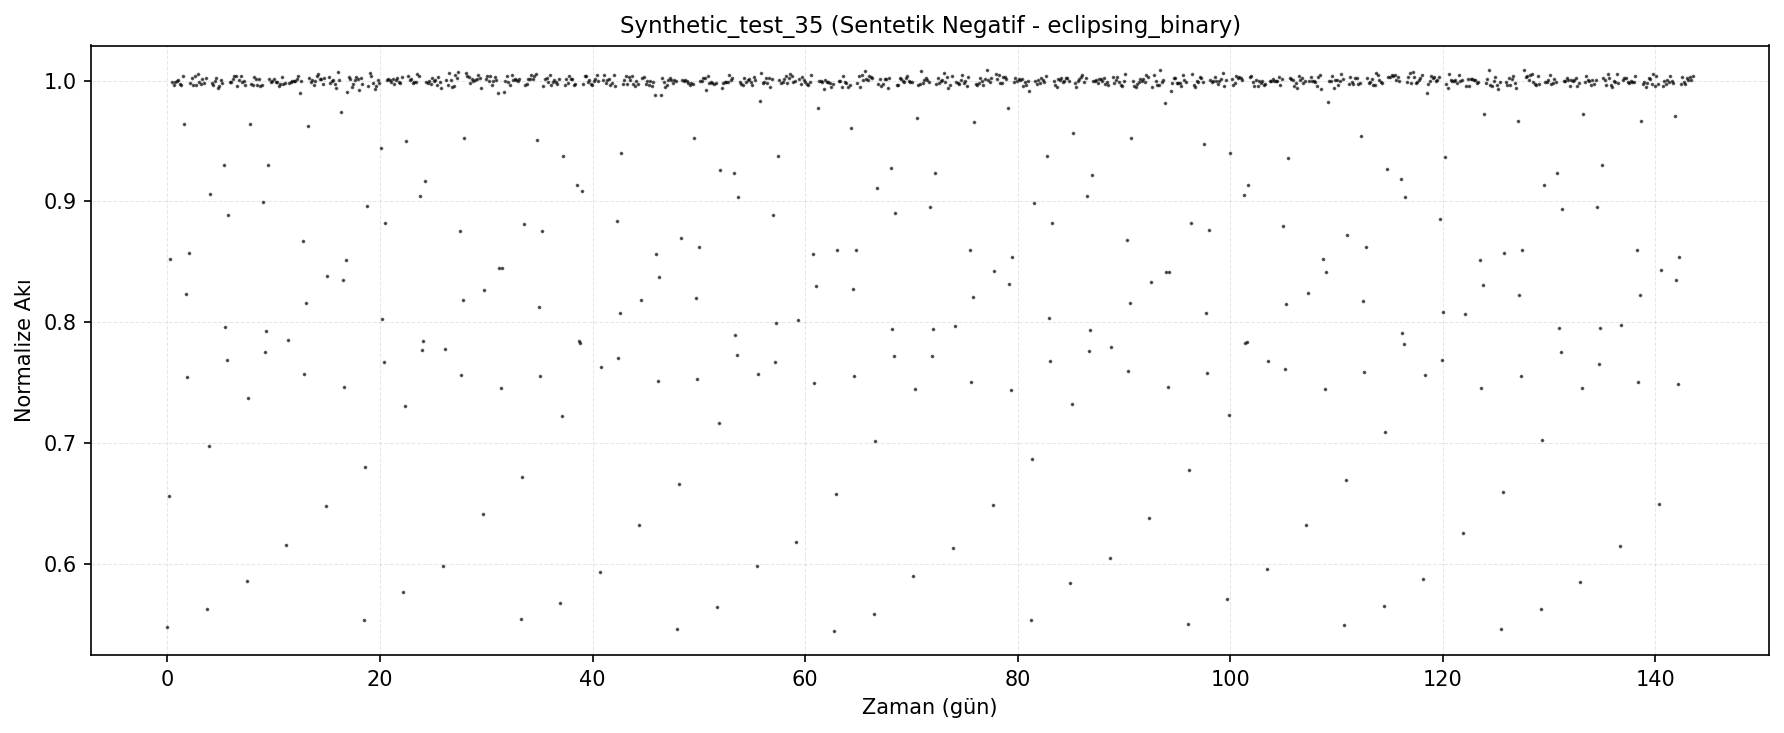 Synthetic_test_35 (Sentetik Negatif - eclipsing_binary)
Normalize Akı
1.0
0.9
0.8
0.7
0.6
0 20 40 60 80 100 120 140
Zaman (gün)